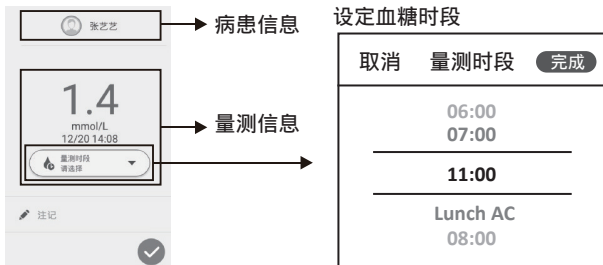 张艺艺
病患信息
1.4
mmol/L
12/20 14:08
量测信息
量测时段
请选择
注记
设定血糖时段
取消 量测时段 完成
06:00
07:00
11:00
Lunch AC
08:00